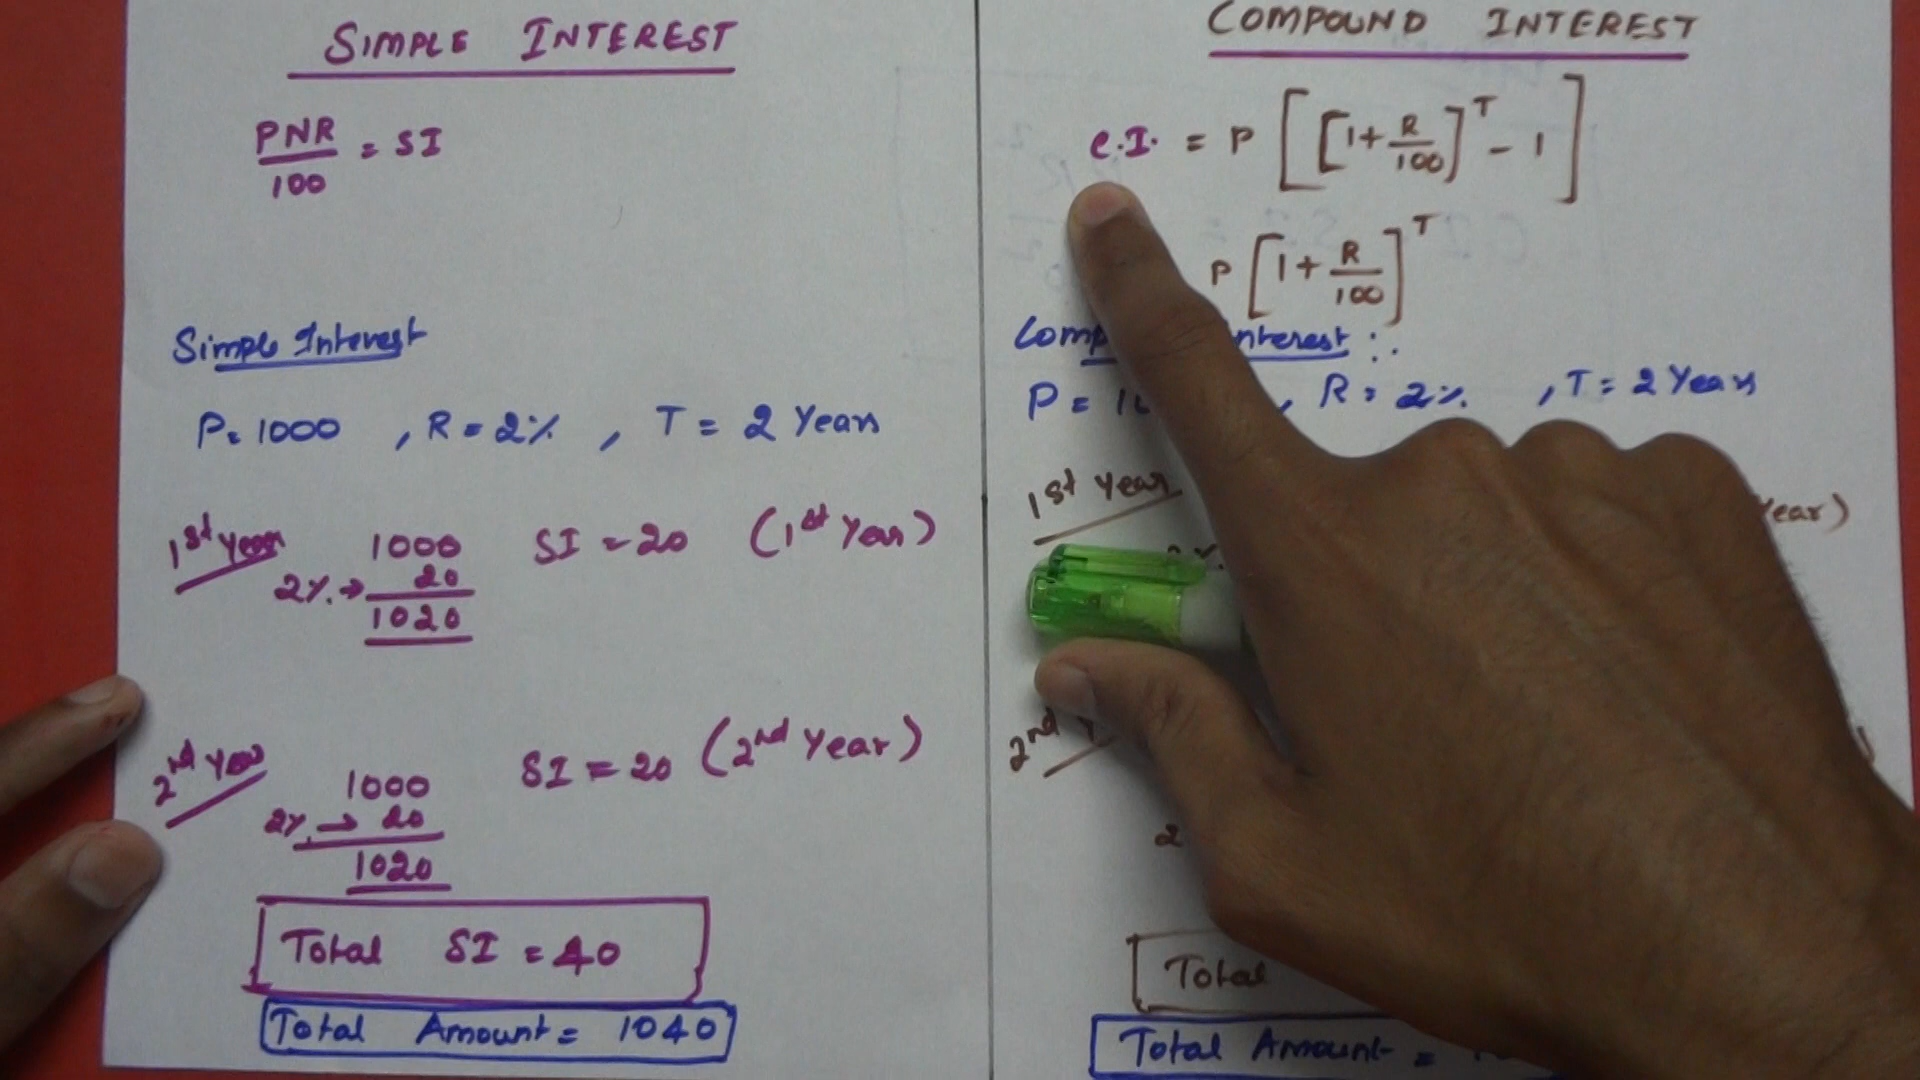 SIMPLE INTEREST
PNR
100
= SI
Simple Interest
P= 1000 , R = 2% , T = 2 Years
1st Year
1000
2% → 20
1020
SI = 20 (1st Year)
2nd Year
1000
2% → 20
1020
SI = 20 (2nd Year)
Total SI = 40
Total Amount = 1040
COMPOUND INTEREST
C.I. = P [[1+ R/100]^T - 1]
P [1 + R/100]^T
Interest :.
P = , R = 2% , T = 2 Years
1st Year
2nd
2
Total
Total Amount =